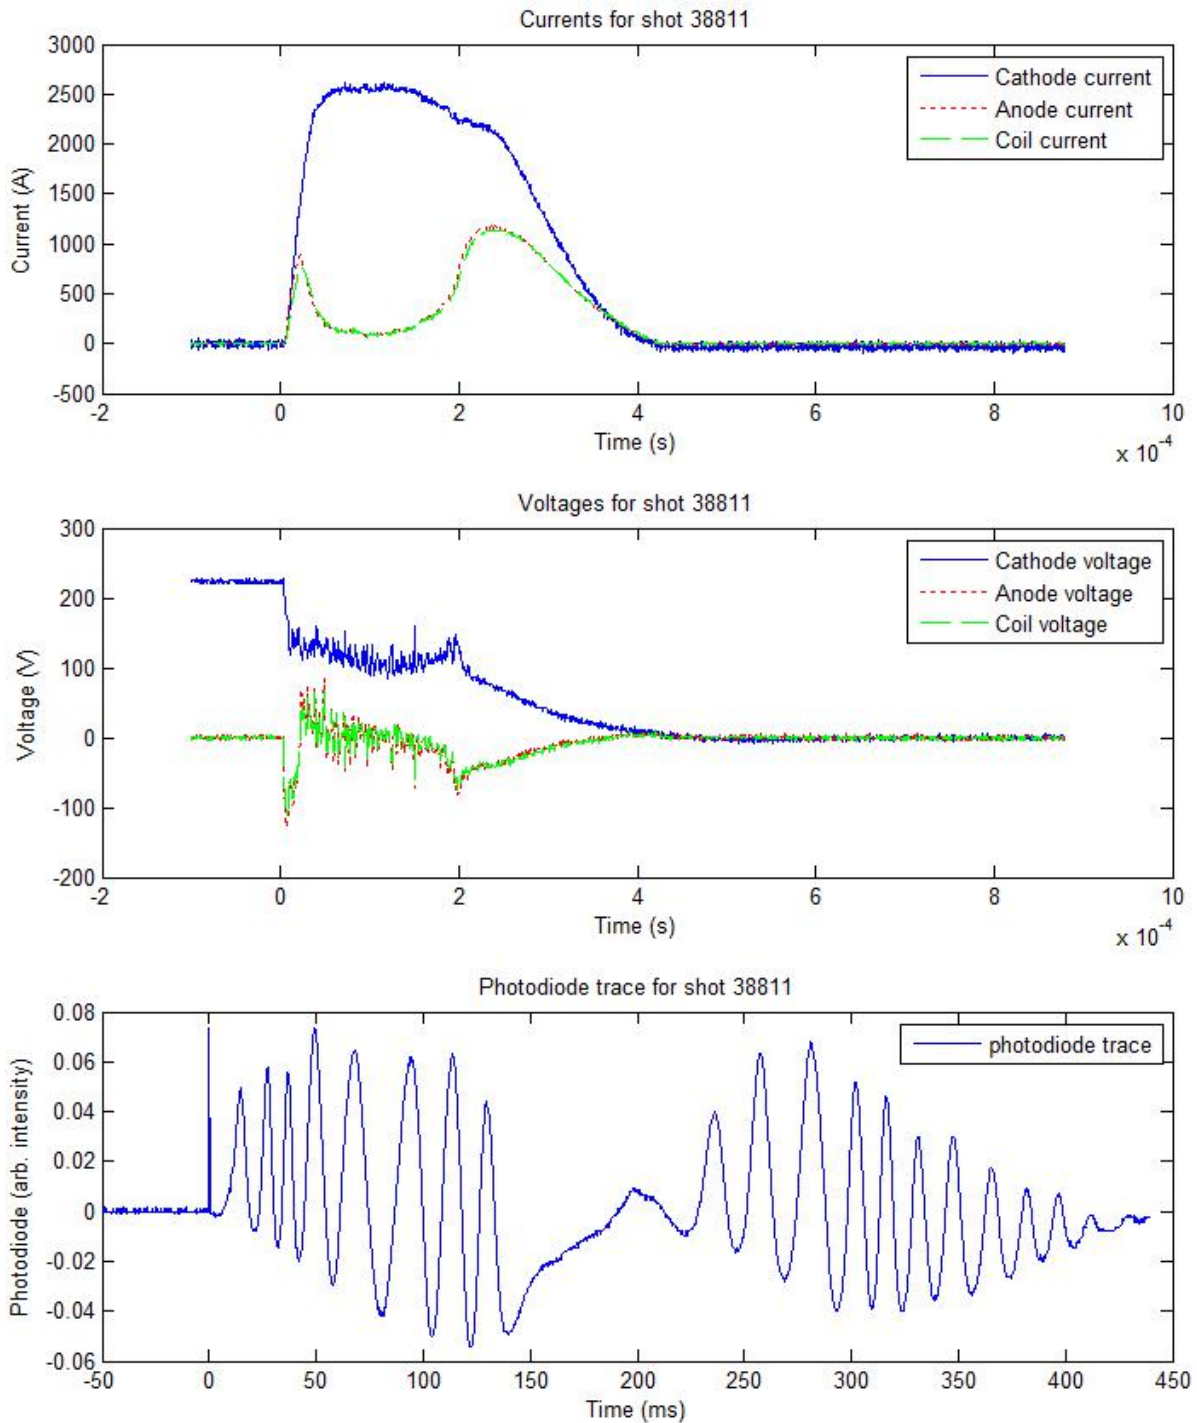 Currents for shot 38811
3000
2500
2000
1500
1000
500
0
-500
Current (A)
Cathode current
Anode current
Coil current
-2 0 2 4 6 8 10
Time (s)
x 10^-4
Voltages for shot 38811
300
200
100
0
-100
-200
Voltage (V)
Cathode voltage
Anode voltage
Coil voltage
-2 0 2 4 6 8 10
Time (s)
x 10^-4
Photodiode trace for shot 38811
0.08
0.06
0.04
0.02
0
-0.02
-0.04
-0.06
Photodiode (arb. intensity)
photodiode trace
-50 0 50 100 150 200 250 300 350 400 450
Time (ms)